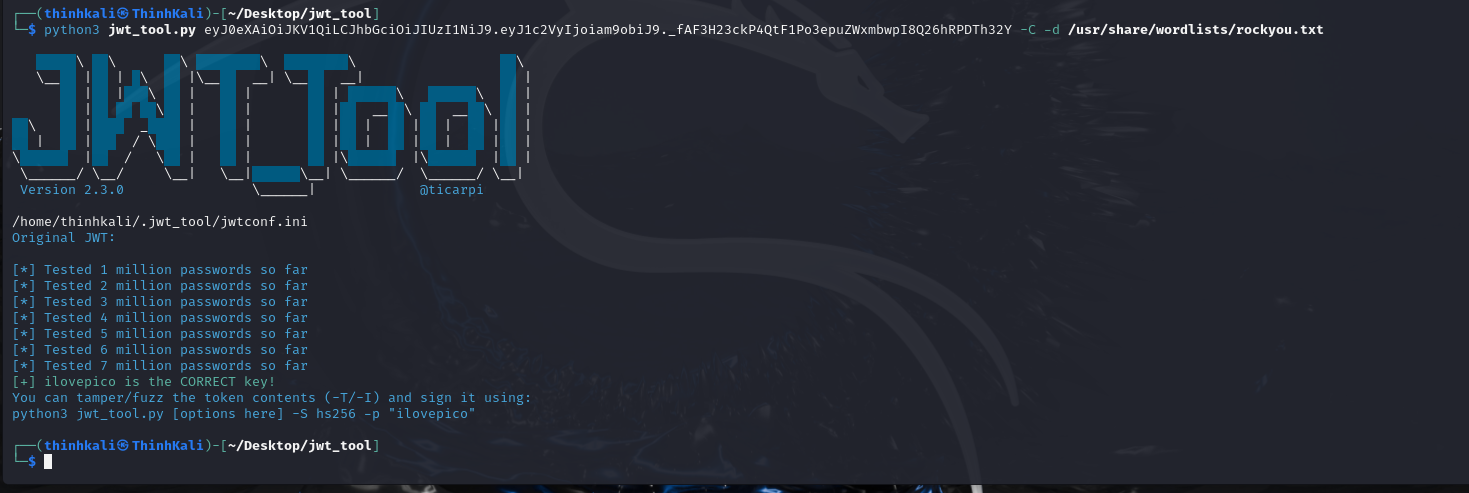 ┌──(thinhkali㉿ThinhKali)-[~/Desktop/jwt_tool]
└─$ python3 jwt_tool.py eyJ0eXAiOiJKV1QiLCJhbGciOiJIUzI1NiJ9.eyJ1c2VyIjoiam9obiJ9._fAF3H23ckP4QtF1Po3epuZWxmbwpI8Q26hRPDTh32Y -C -d /usr/share/wordlists/rockyou.txt
JWT_Tool
Version 2.3.0 @ticarpi
/home/thinhkali/.jwt_tool/jwtconf.ini
Original JWT:
[*] Tested 1 million passwords so far
[*] Tested 2 million passwords so far
[*] Tested 3 million passwords so far
[*] Tested 4 million passwords so far
[*] Tested 5 million passwords so far
[*] Tested 6 million passwords so far
[*] Tested 7 million passwords so far
[+] ilovepico is the CORRECT key!
You can tamper/fuzz the token contents (-T/-I) and sign it using:
python3 jwt_tool.py [options here] -S hs256 -p "ilovepico"
┌──(thinhkali㉿ThinhKali)-[~/Desktop/jwt_tool]
└─$